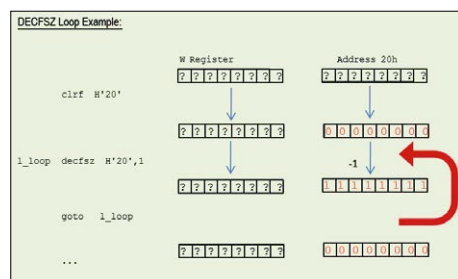 DECFSZ Loop Example:
W Register Address 20h
? ? ? ? ? ? ? ? ? ? ? ? ? ? ? ?
clrf H'20'
? ? ? ? ? ? ? ? 0 0 0 0 0 0 0 0
l_loop decfsz H'20',1 -1
? ? ? ? ? ? ? ? 1 1 1 1 1 1 1 1
goto l_loop
? ? ? ? ? ? ? ? 0 0 0 0 0 0 0 0
...